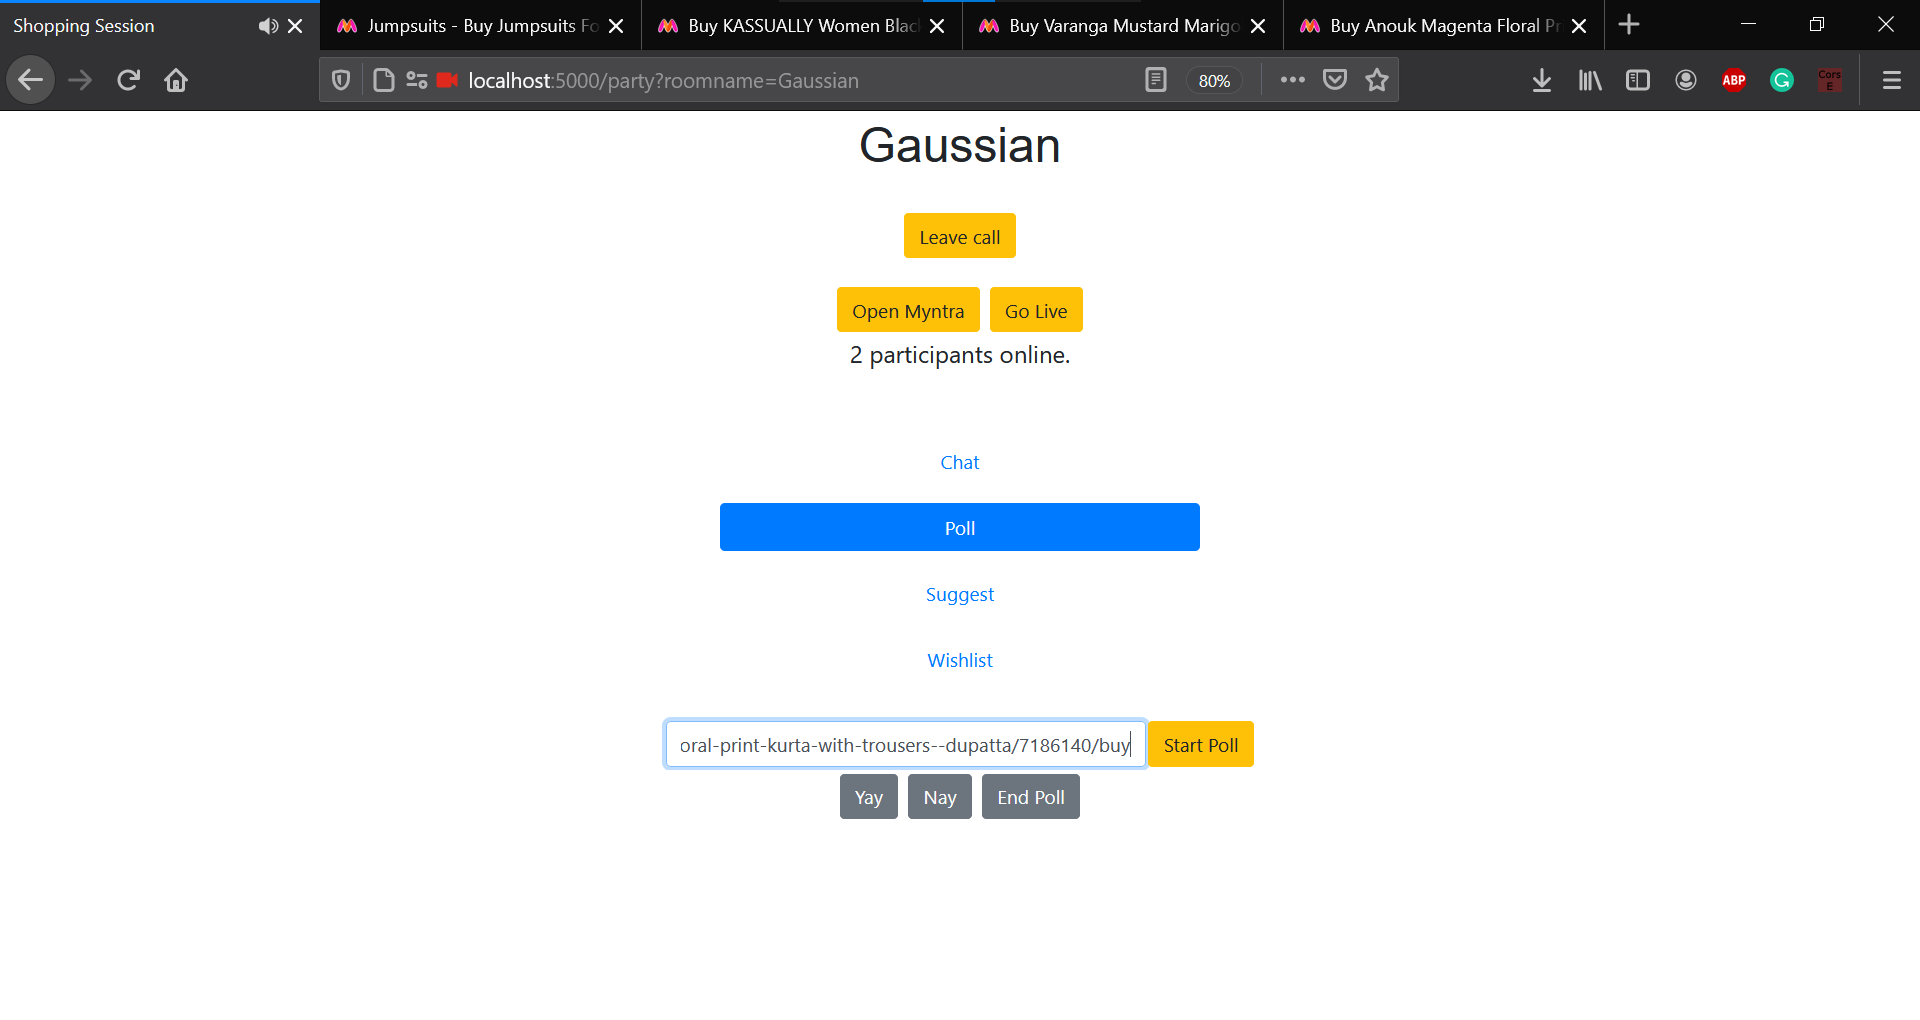 Shopping Session
Jumpsuits - Buy Jumpsuits Fo
Buy KASSUALLY Women Blac
Buy Varanga Mustard Marigo
Buy Anouk Magenta Floral Pr
localhost:5000/party?roomname=Gaussian
80%
ABP
G
Cors
E
Gaussian
Leave call
Open Myntra
Go Live
2 participants online.
Chat
Poll
Suggest
Wishlist
oral-print-kurta-with-trousers--dupatta/7186140/buy
Start Poll
Yay
Nay
End Poll